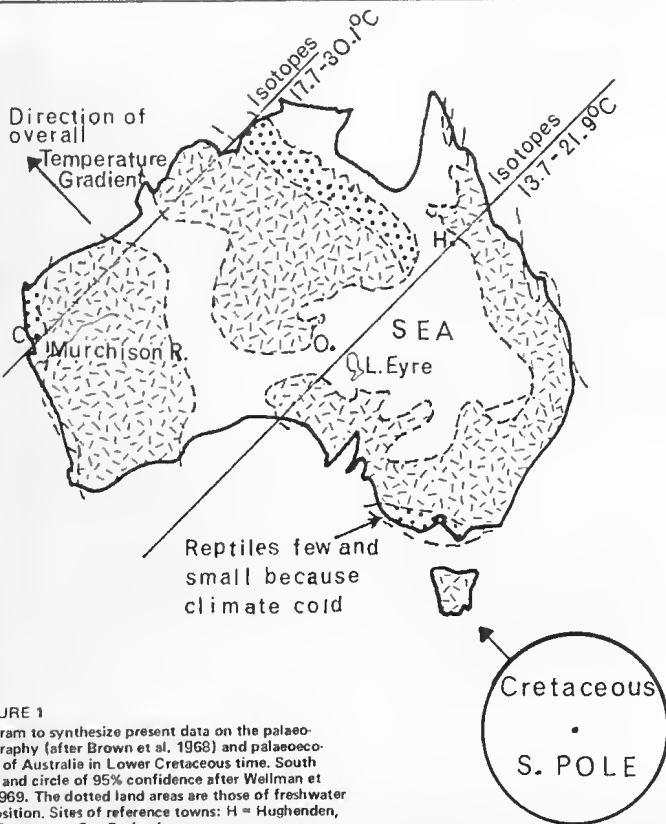 Isotopes
17.7-30.1°C
Direction of
overall
Temperature
Gradient
Isotopes
13.7-21.9°C
H.
SEA
C
Murchison R.
O.
L. Eyre
Reptiles few and
small because
climate cold
Cretaceous
S. POLE
URE 1
ram to synthesize present data on the palaeo-
raphy (after Brown et al. 1968) and palaeoeco-
of Australia in Lower Cretaceous time. South
and circle of 95% confidence after Wellman et
969. The dotted land areas are those of freshwater
osition. Sites of reference towns: H = Hughenden,